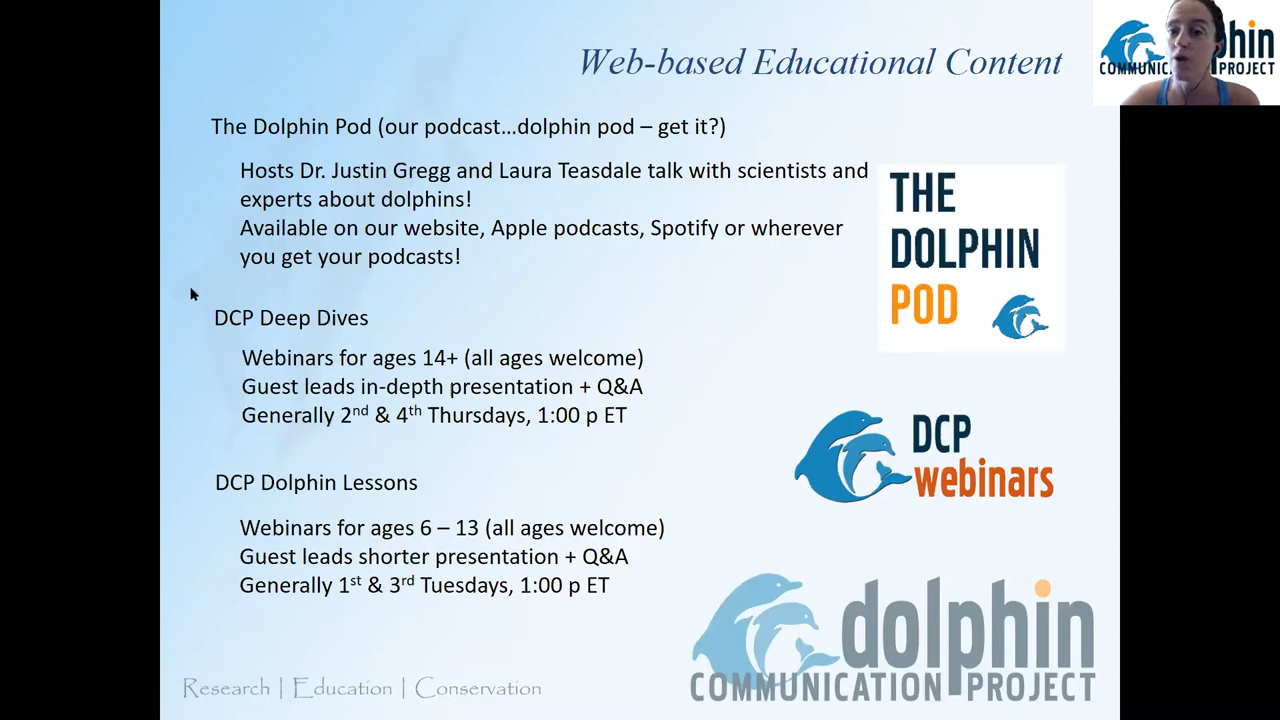 Web-based Educational Content
The Dolphin Pod (our podcast...dolphin pod – get it?)
Hosts Dr. Justin Gregg and Laura Teasdale talk with scientists and
experts about dolphins!
Available on our website, Apple podcasts, Spotify or wherever
you get your podcasts!
THE
DOLPHIN
POD
DCP Deep Dives
Webinars for ages 14+ (all ages welcome)
Guest leads in-depth presentation + Q&A
Generally 2nd & 4th Thursdays, 1:00 p ET
DCP
webinars
DCP Dolphin Lessons
Webinars for ages 6 – 13 (all ages welcome)
Guest leads shorter presentation + Q&A
Generally 1st & 3rd Tuesdays, 1:00 p ET
dolphin
COMMUNICATION PROJECT
Research | Education | Conservation
PROJECT